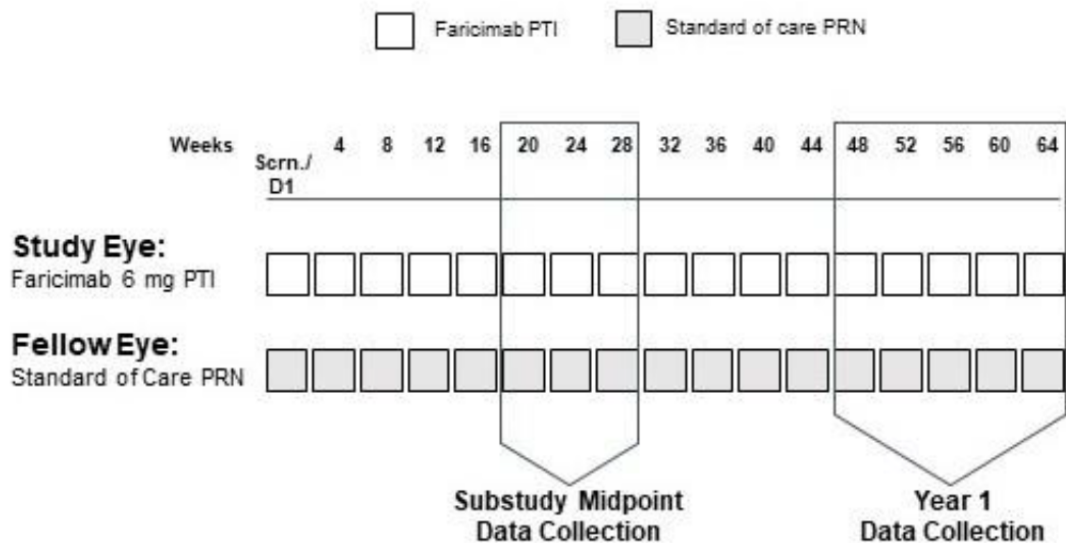 Faricimab PTI
Standard of care PRN
Weeks Scrn./ 4 8 12 16 20 24 28 32 36 40 44 48 52 56 60 64
D1
Study Eye:
Faricimab 6 mg PTI
Fellow Eye:
Standard of Care PRN
Substudy Midpoint
Data Collection
Year 1
Data Collection